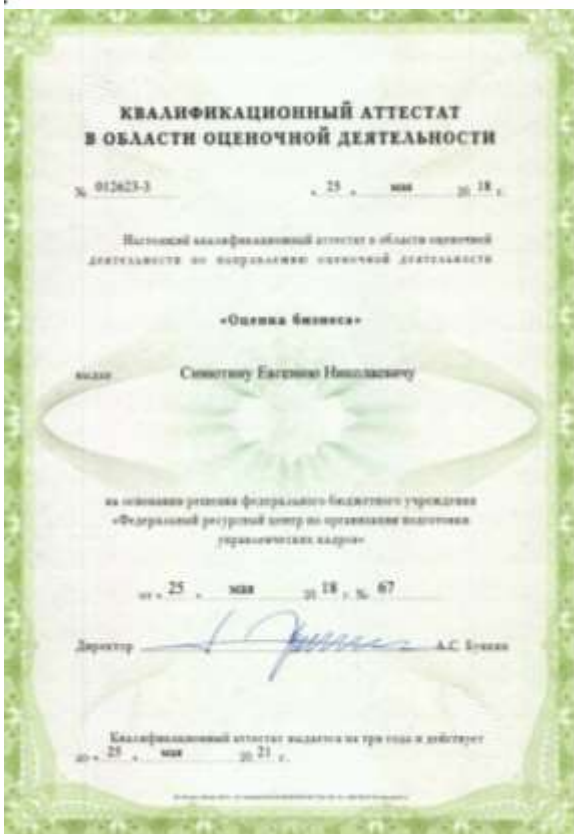 КВАЛИФИКАЦИОННЫЙ АТТЕСТАТ
В ОБЛАСТИ ОЦЕНОЧНОЙ ДЕЯТЕЛЬНОСТИ
№ 012623-3 « 25 » мая 20 18 г.
Настоящий квалификационный аттестат в области оценочной
деятельности по направлению оценочной деятельности
«Оценка бизнеса»
выдан Евгению Николаевичу
на основании решения федерального бюджетного учреждения
«Федеральный ресурсный центр по организации подготовки
управленческих кадров»
от « 25 » мая 20 18 г. № 67
Директор А.С.
Квалификационный аттестат выдается на три года и действует
до « 25 » мая 20 21 г.